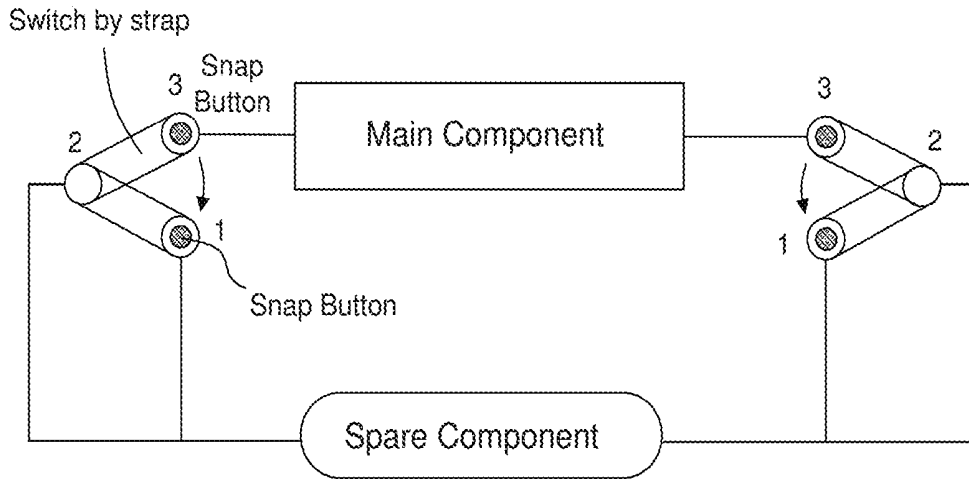 Switch by strap
3
Snap
Button
Main Component
3
2
2
1
1
Snap Button
Spare Component